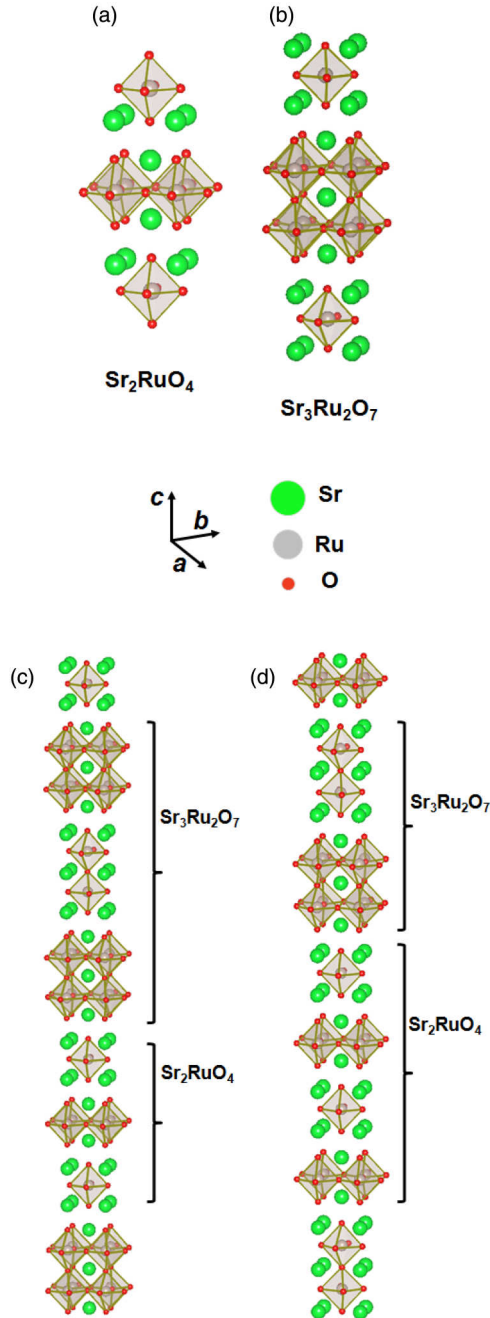 (a)
(b)
Sr₂RuO₄
Sr₃Ru₂O₇
c
b
a
Sr
Ru
O
(c)
(d)
Sr₃Ru₂O₇
Sr₃Ru₂O₇
Sr₂RuO₄
Sr₂RuO₄